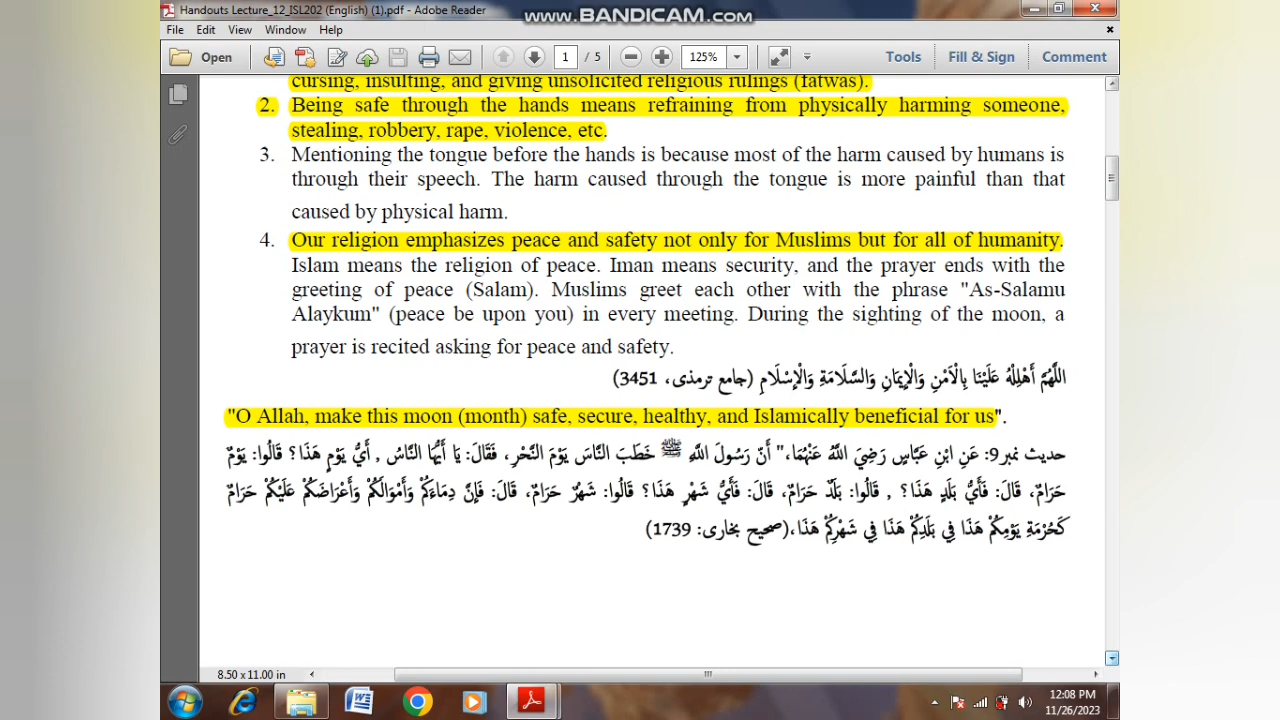 Handouts Lecture_12_ISL202 (English) (1).pdf - Adobe Reader
www.BANDICAM.com
File Edit View Window Help
Open 1 / 5 125% Tools Fill & Sign Comment
cursing, insulting, and giving unsolicited religious rulings (fatwas).
2. Being safe through the hands means refraining from physically harming someone,
stealing, robbery, rape, violence, etc.
3. Mentioning the tongue before the hands is because most of the harm caused by humans is
through their speech. The harm caused through the tongue is more painful than that
caused by physical harm.
4. Our religion emphasizes peace and safety not only for Muslims but for all of humanity.
Islam means the religion of peace. Iman means security, and the prayer ends with the
greeting of peace (Salam). Muslims greet each other with the phrase "As-Salamu
Alaykum" (peace be upon you) in every meeting. During the sighting of the moon, a
prayer is recited asking for peace and safety.
اللَّهُمَّ أَهْلِلْهُ عَلَيْنَا بِالْأَمْنِ وَالْإِيمَانِ وَالسَّلَامَةِ وَالْإِسْلَامِ (جامع ترمذی، 3451)
"O Allah, make this moon (month) safe, secure, healthy, and Islamically beneficial for us".
حدیث نمبر9: عَنِ ابْنِ عَبَّاسٍ رَضِيَ اللَّهُ عَنْهُمَا،" أَنَّ رَسُولَ اللَّهِ ﷺ خَطَبَ النَّاسَ يَوْمَ النَّحْرِ، فَقَالَ: يَا أَيُّهَا النَّاسُ , أَيُّ يَوْمٍ هَذَا؟ قَالُوا: يَوْمٌ
حَرَامٌ، قَالَ: فَأَيُّ بَلَدٍ هَذَا؟ , قَالُوا: بَلَدٌ حَرَامٌ، قَالَ: فَأَيُّ شَهْرٍ هَذَا؟ قَالُوا: شَهْرٌ حَرَامٌ، قَالَ: فَإِنَّ دِمَاءَكُمْ وَأَمْوَالَكُمْ وَأَعْرَاضَكُمْ عَلَيْكُمْ حَرَامٌ
كَحُرْمَةِ يَوْمِكُمْ هَذَا فِي بَلَدِكُمْ هَذَا فِي شَهْرِكُمْ هَذَا،(صحیح بخاری: 1739)
8.50 x 11.00 in
12:08 PM
11/26/2023